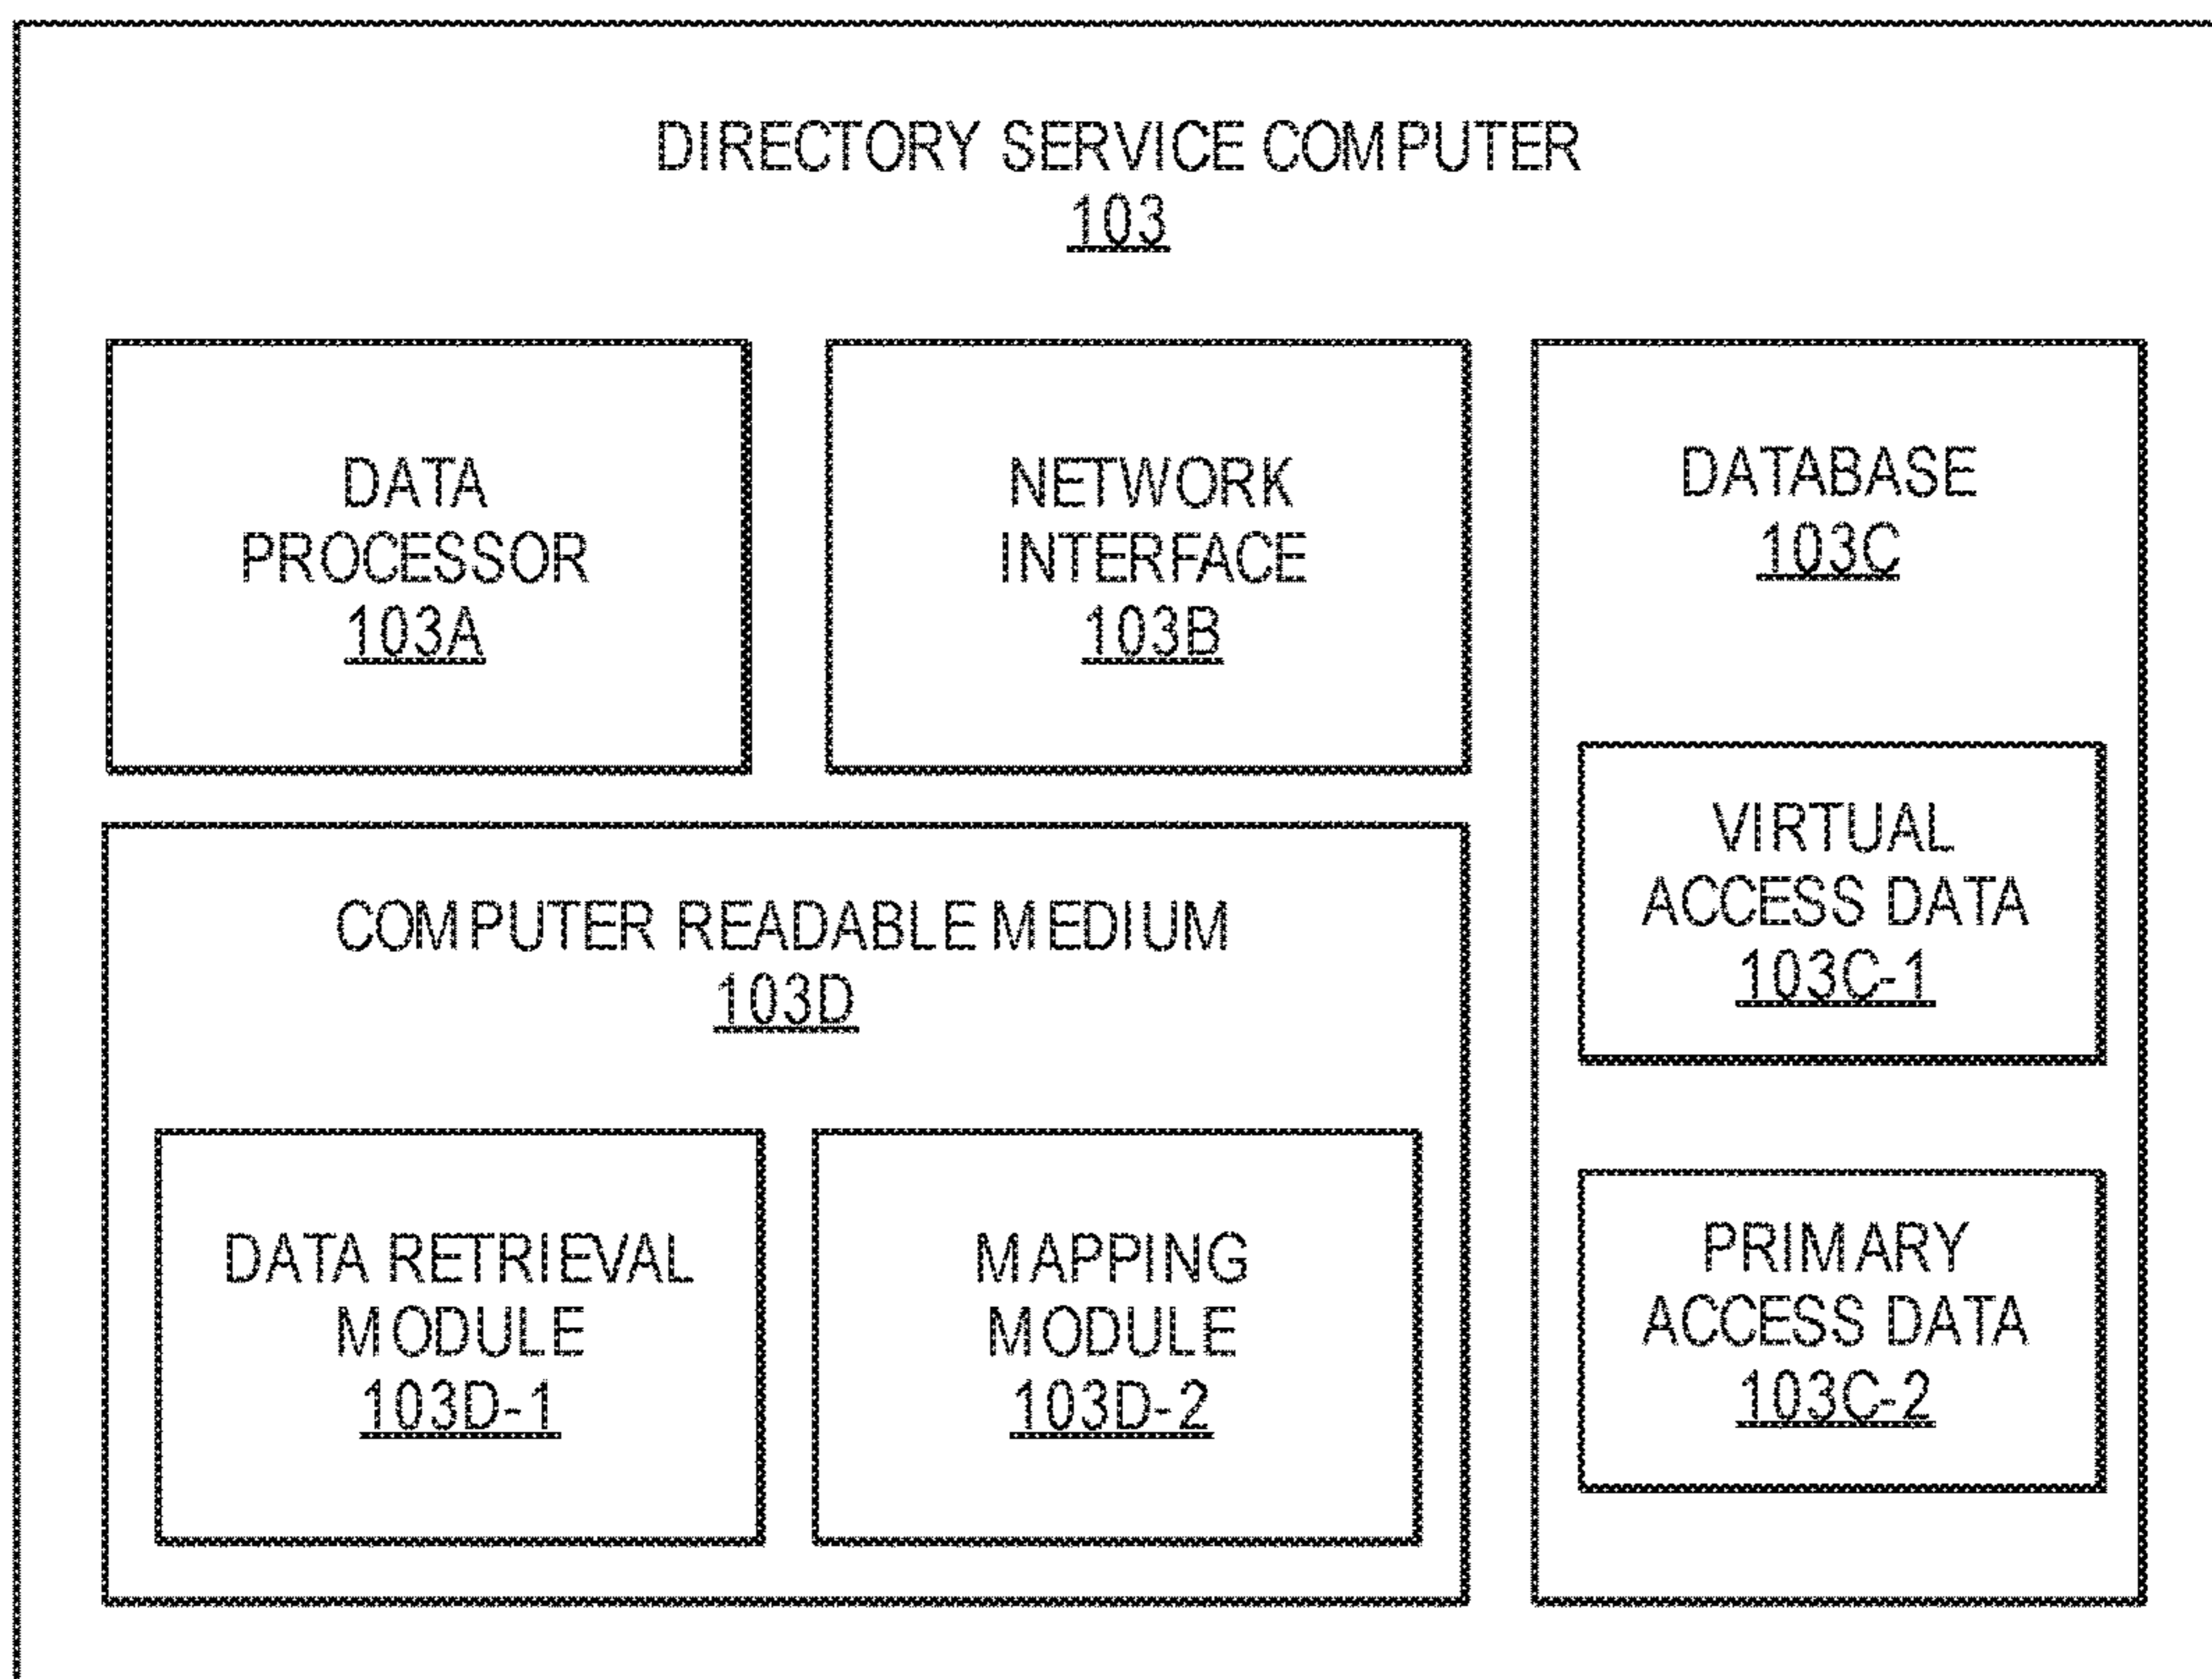 DIRECTORY SERVICE COMPUTER
103
DATA
PROCESSOR
103A
NETWORK
INTERFACE
103B
DATABASE
103C
VIRTUAL
ACCESS DATA
103C-1
PRIMARY
ACCESS DATA
103C-2
COMPUTER READABLE MEDIUM
103D
DATA RETRIEVAL
MODULE
103D-1
MAPPING
MODULE
103D-2